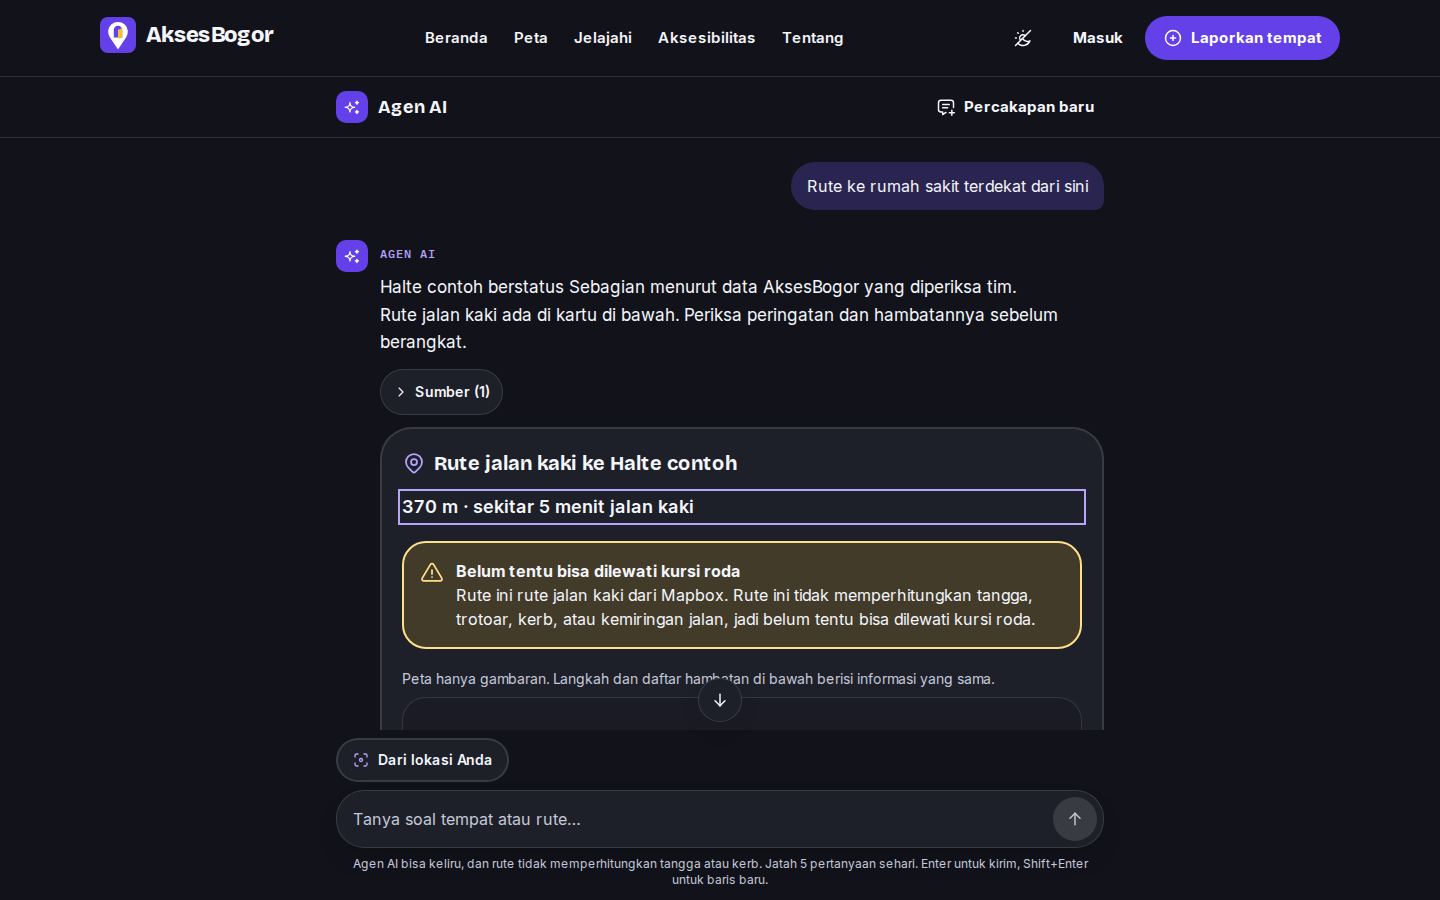 AksesBogor
Beranda
Peta
Jelajahi
Aksesibilitas
Tentang
Masuk
Laporkan tempat
Agen AI
Percakapan baru
Rute ke rumah sakit terdekat dari sini
AGEN AI
Halte contoh berstatus Sebagian menurut data AksesBogor yang diperiksa tim.
Rute jalan kaki ada di kartu di bawah. Periksa peringatan dan hambatannya sebelum
berangkat.
Sumber (1)
Rute jalan kaki ke Halte contoh
370 m · sekitar 5 menit jalan kaki
Belum tentu bisa dilewati kursi roda
Rute ini rute jalan kaki dari Mapbox. Rute ini tidak memperhitungkan tangga,
trotoar, kerb, atau kemiringan jalan, jadi belum tentu bisa dilewati kursi roda.
Peta hanya gambaran. Langkah dan daftar hambatan di bawah berisi informasi yang sama.
Dari lokasi Anda
Tanya soal tempat atau rute...
Agen AI bisa keliru, dan rute tidak memperhitungkan tangga atau kerb. Jatah 5 pertanyaan sehari. Enter untuk kirim, Shift+Enter
untuk baris baru.